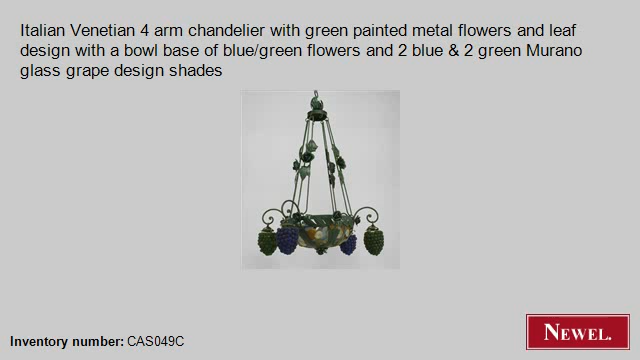 Italian Venetian 4 arm chandelier with green painted metal flowers and leaf
design with a bowl base of blue/green flowers and 2 blue & 2 green Murano
glass grape design shades
NEWEL.
Inventory number: CAS049C